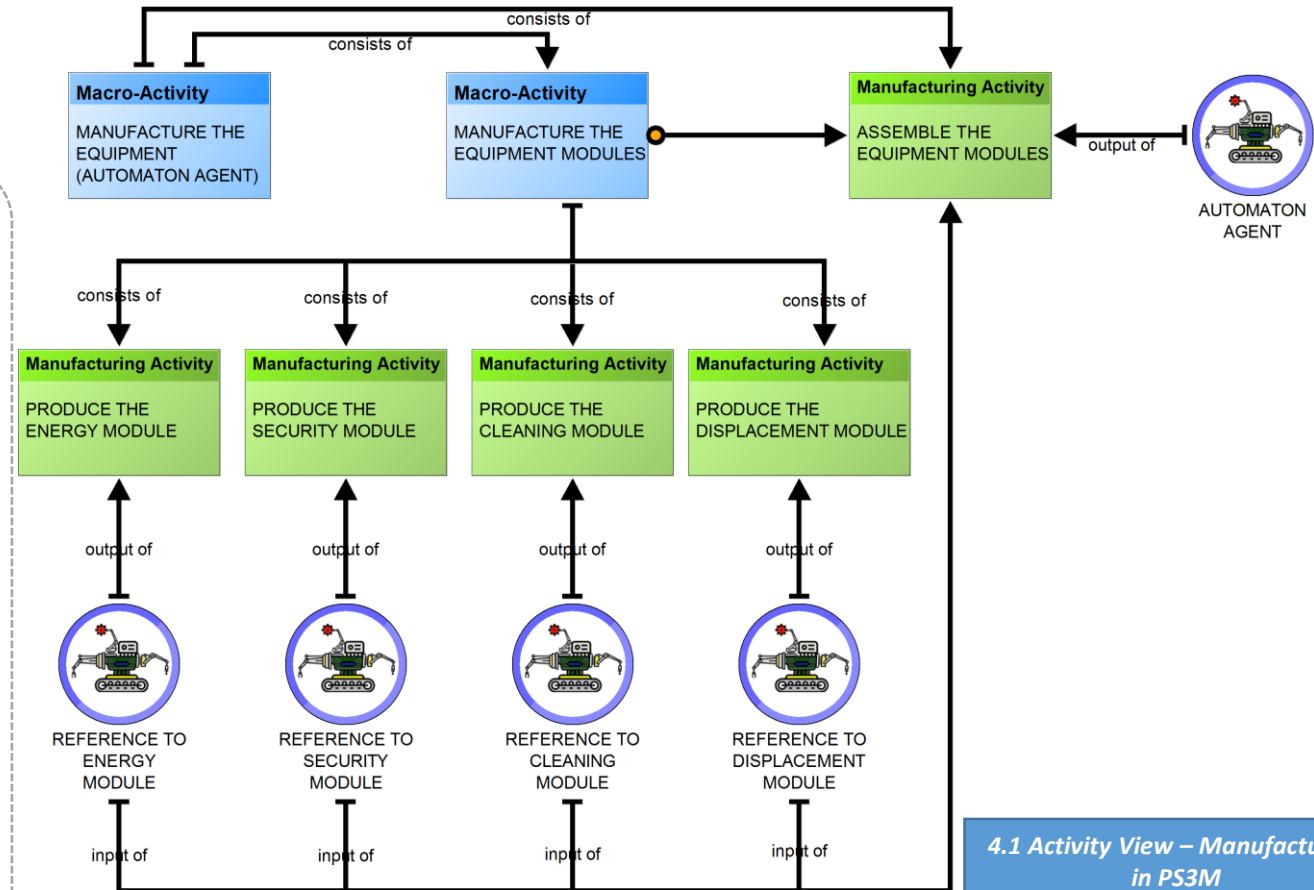 consists of
consists of
Macro-Activity
MANUFACTURE THE
EQUIPMENT
(AUTOMATON AGENT)
Macro-Activity
MANUFACTURE THE
EQUIPMENT MODULES
Manufacturing Activity
ASSEMBLE THE
EQUIPMENT MODULES
output of
AUTOMATON
AGENT
consists of
consists of
consists of
consists of
Manufacturing Activity
PRODUCE THE
ENERGY MODULE
Manufacturing Activity
PRODUCE THE
SECURITY MODULE
Manufacturing Activity
PRODUCE THE
CLEANING MODULE
Manufacturing Activity
PRODUCE THE
DISPLACEMENT MODULE
output of
output of
output of
output of
REFERENCE TO
ENERGY
MODULE
REFERENCE TO
SECURITY
MODULE
REFERENCE TO
CLEANING
MODULE
REFERENCE TO
DISPLACEMENT
MODULE
input of
input of
input of
input of
4.1 Activity View –
in PS3M